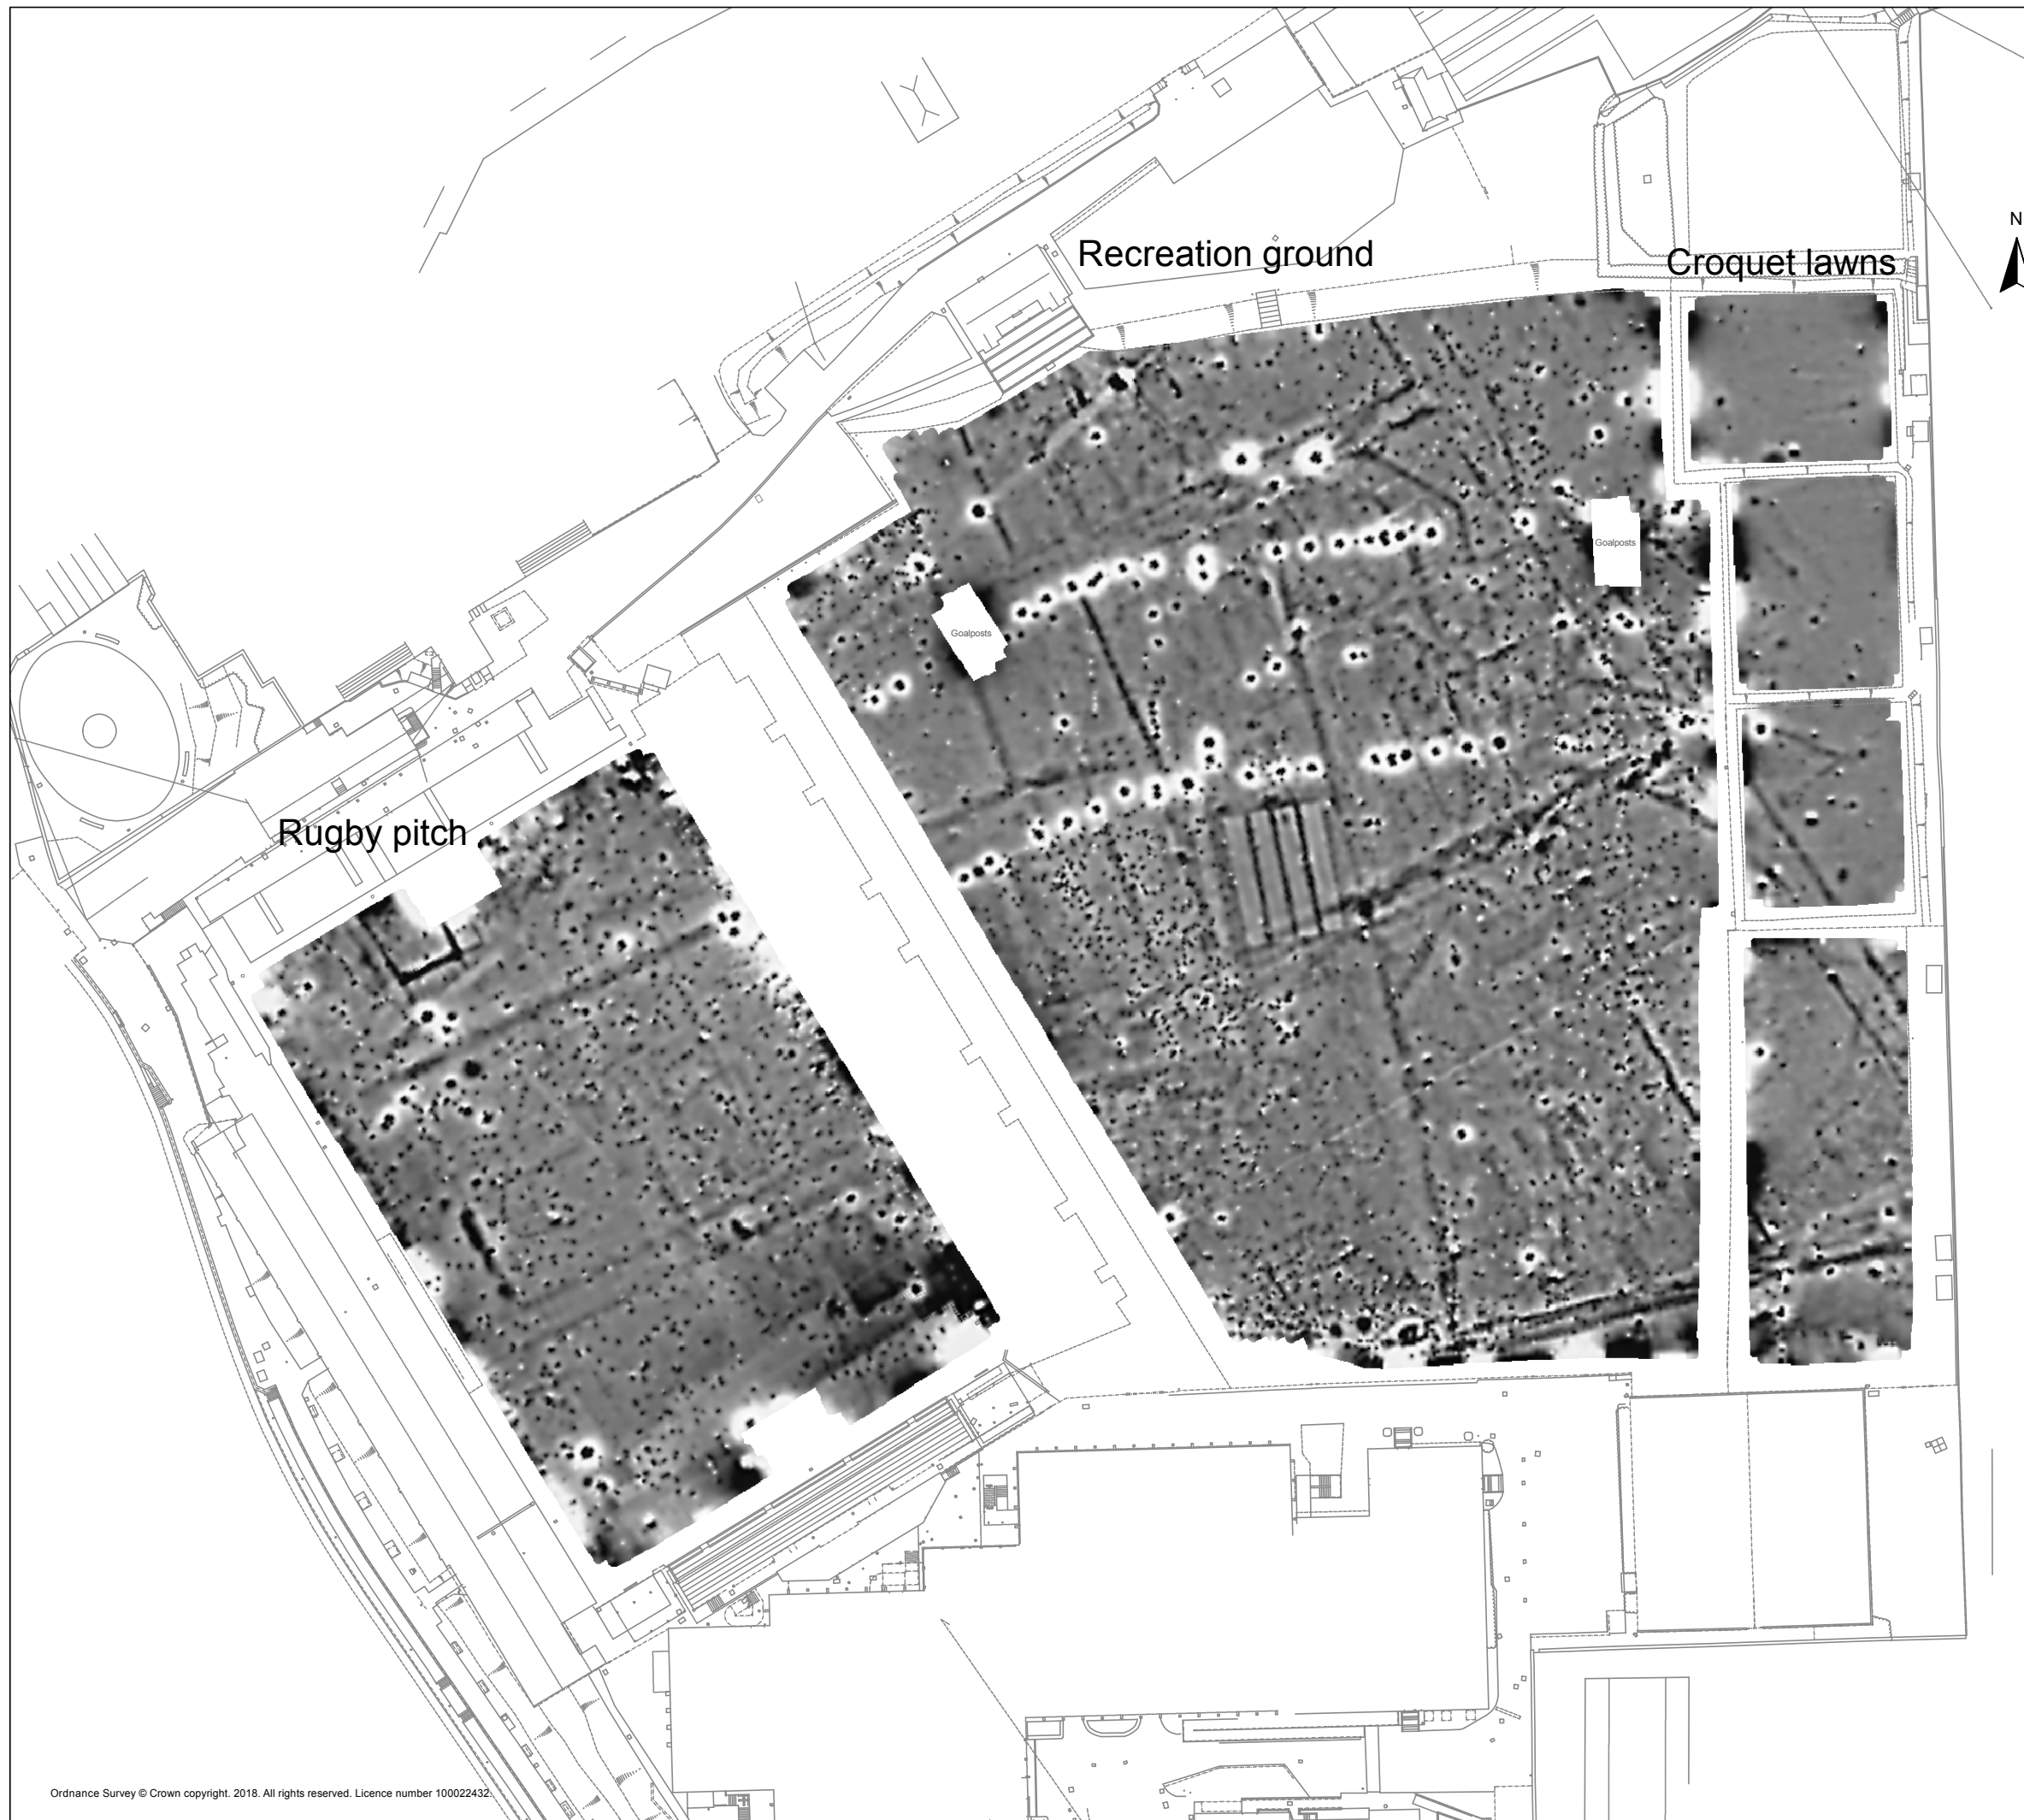 N
Recreation ground
Croquet lawns
Goalposts
Goalposts
Rugby pitch
Ordnance Survey © Crown copyright. 2018. All rights reserved. Licence number 100022432.